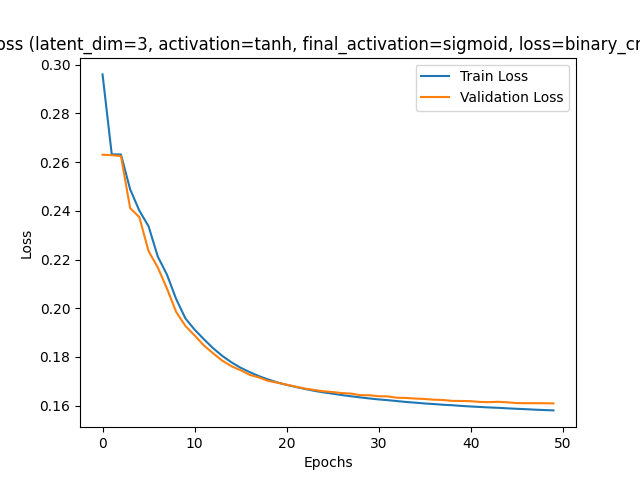 oss (latent_dim=3, activation=tanh, final_activation=sigmoid, loss=binary_cr
Train Loss
Validation Loss
0.30
0.28
0.26
0.24
0.22
0.20
0.18
0.16
Loss
0 10 20 30 40 50
Epochs